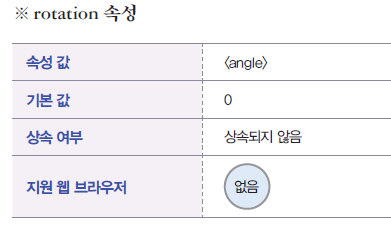 ※ rotation 속성
속성 값 〈angle〉
기본 값 0
상속 여부 상속되지 않음
지원 웹 브라우저 없음